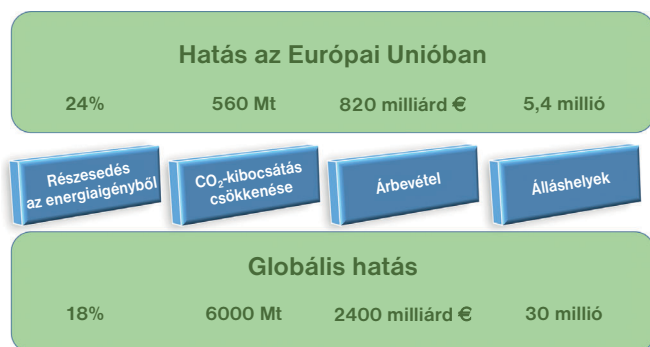 Hatás az Európai Unióban
24% 560 Mt 820 milliárd € 5,4 millió
Részesedés
az energiaigényből
CO₂-kibocsátás
csökkenése
Árbevétel
Álláshelyek
Globális hatás
18% 6000 Mt 2400 milliárd € 30 millió